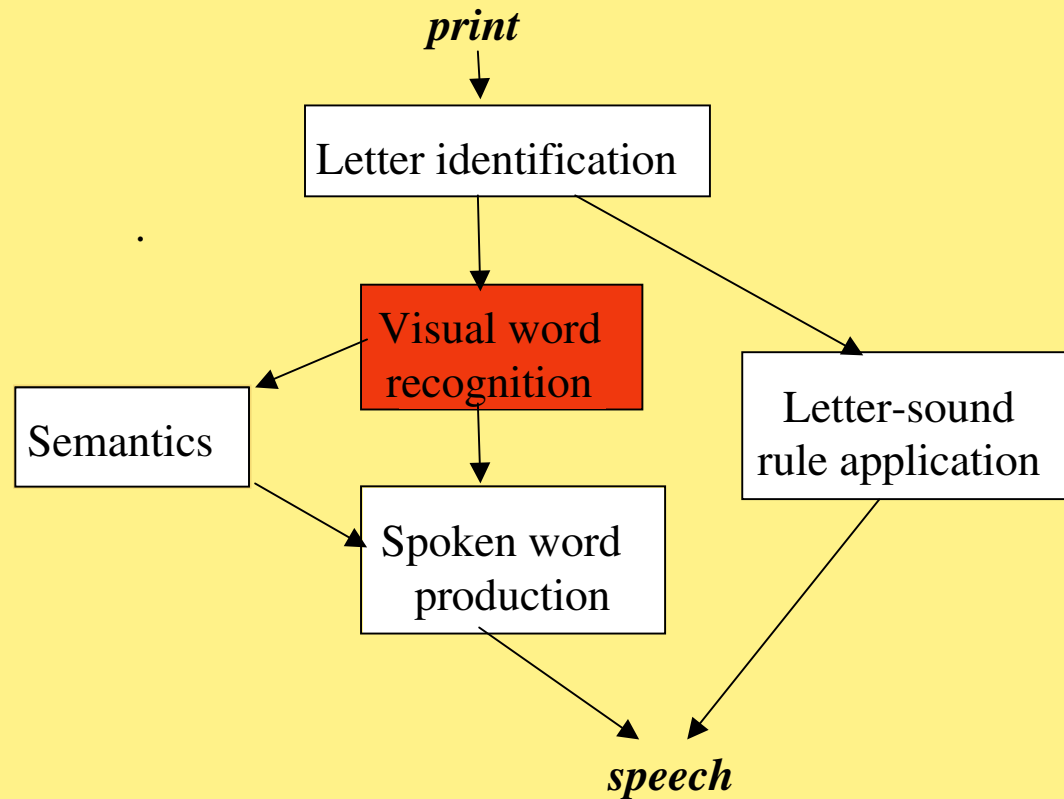 print
Letter identification
.
Visual word
recognition
Semantics
Letter-sound
rule application
Spoken word
production
speech